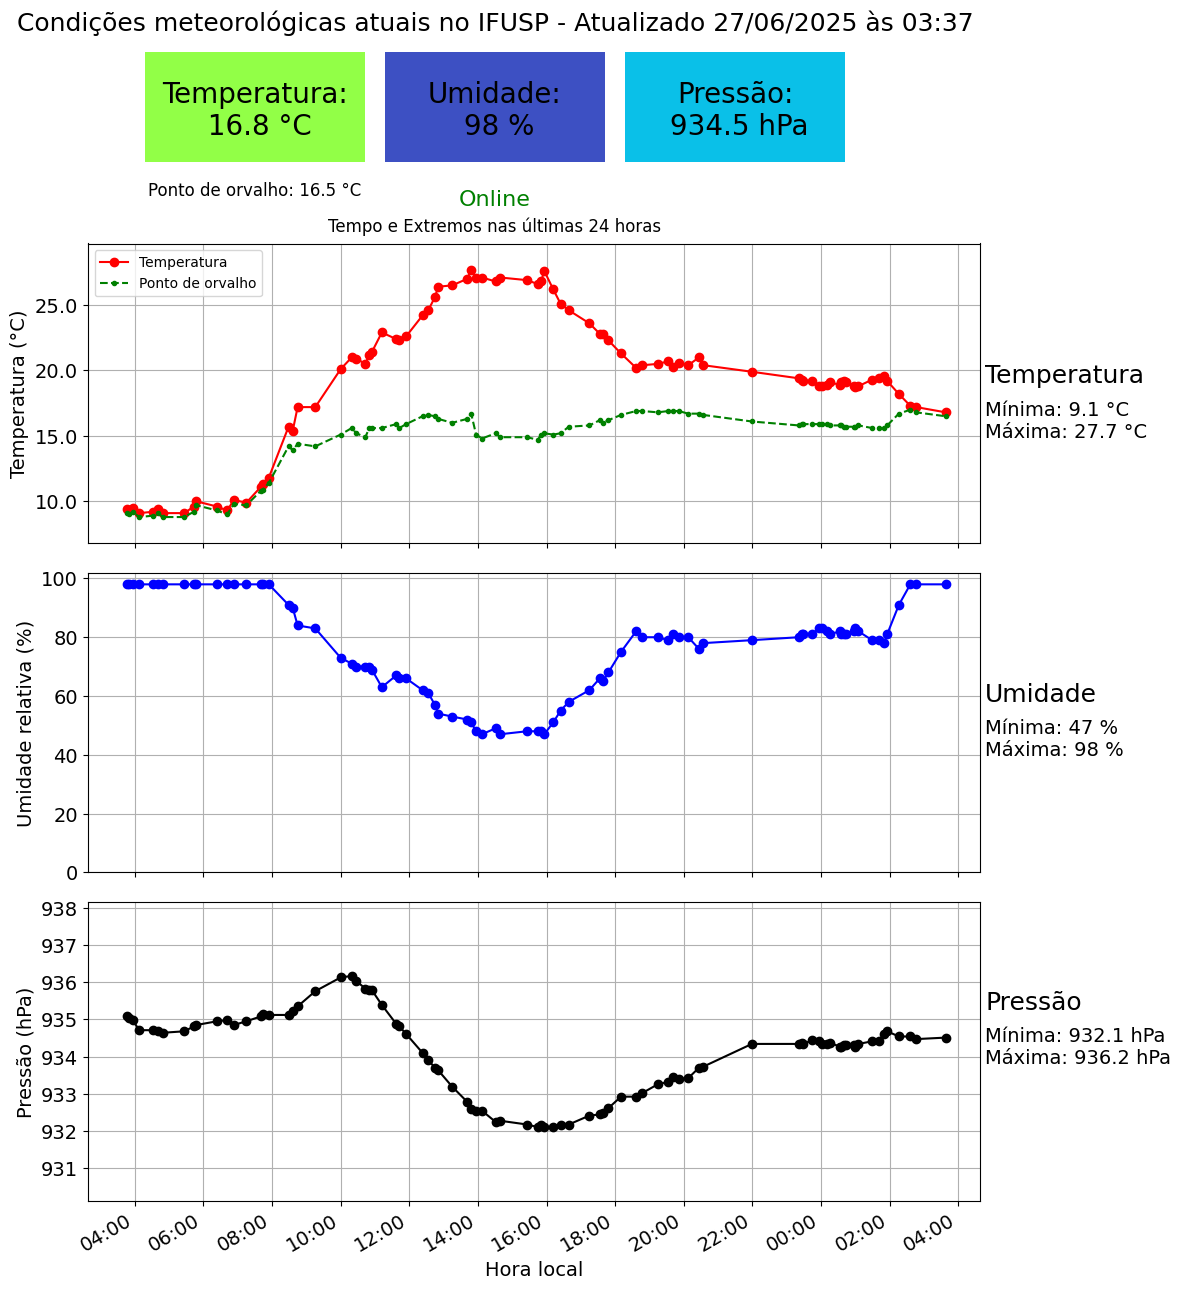 Condições meteorológicas atuais no IFUSP - Atualizado 27/06/2025 às 03:37
Temperatura:
16.8 °C
Umidade:
98 %
Pressão:
934.5 hPa
Ponto de orvalho: 16.5 °C
Online
Tempo e Extremos nas últimas 24 horas
Temperatura
Ponto de orvalho
Temperatura (°C)
25.0
20.0
15.0
10.0
Temperatura
Mínima: 9.1 °C
Máxima: 27.7 °C
Umidade relativa (%)
100
80
60
40
20
0
Umidade
Mínima: 47 %
Máxima: 98 %
Pressão (hPa)
938
937
936
935
934
933
932
931
Pressão
Mínima: 932.1 hPa
Máxima: 936.2 hPa
04:00 06:00 08:00 10:00 12:00 14:00 16:00 18:00 20:00 22:00 00:00 02:00 04:00
Hora local